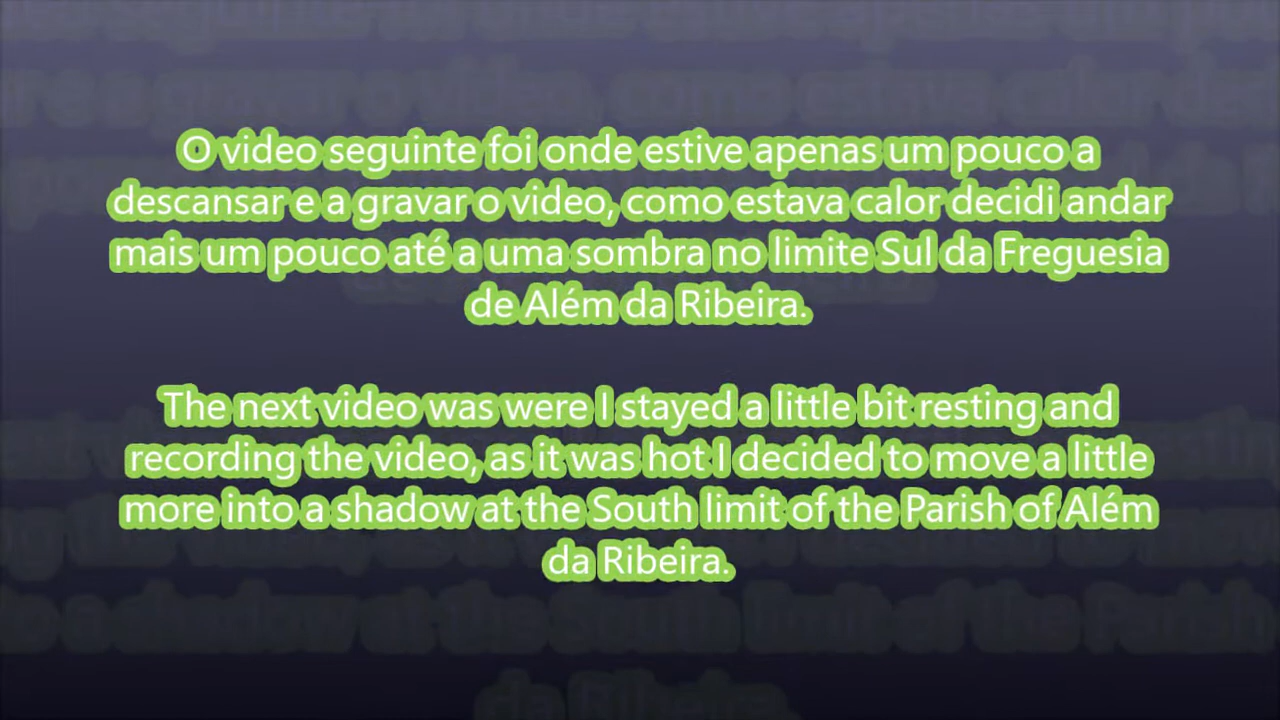 O video seguinte foi onde estive apenas um pouco a
descansar e a gravar o video, como estava calor decidi andar
mais um pouco até a uma sombra no limite Sul da Freguesia
de Além da Ribeira.
The next video was were I stayed a little bit resting and
recording the video, as it was hot I decided to move a little
more into a shadow at the South limit of the Parish of Além
da Ribeira.